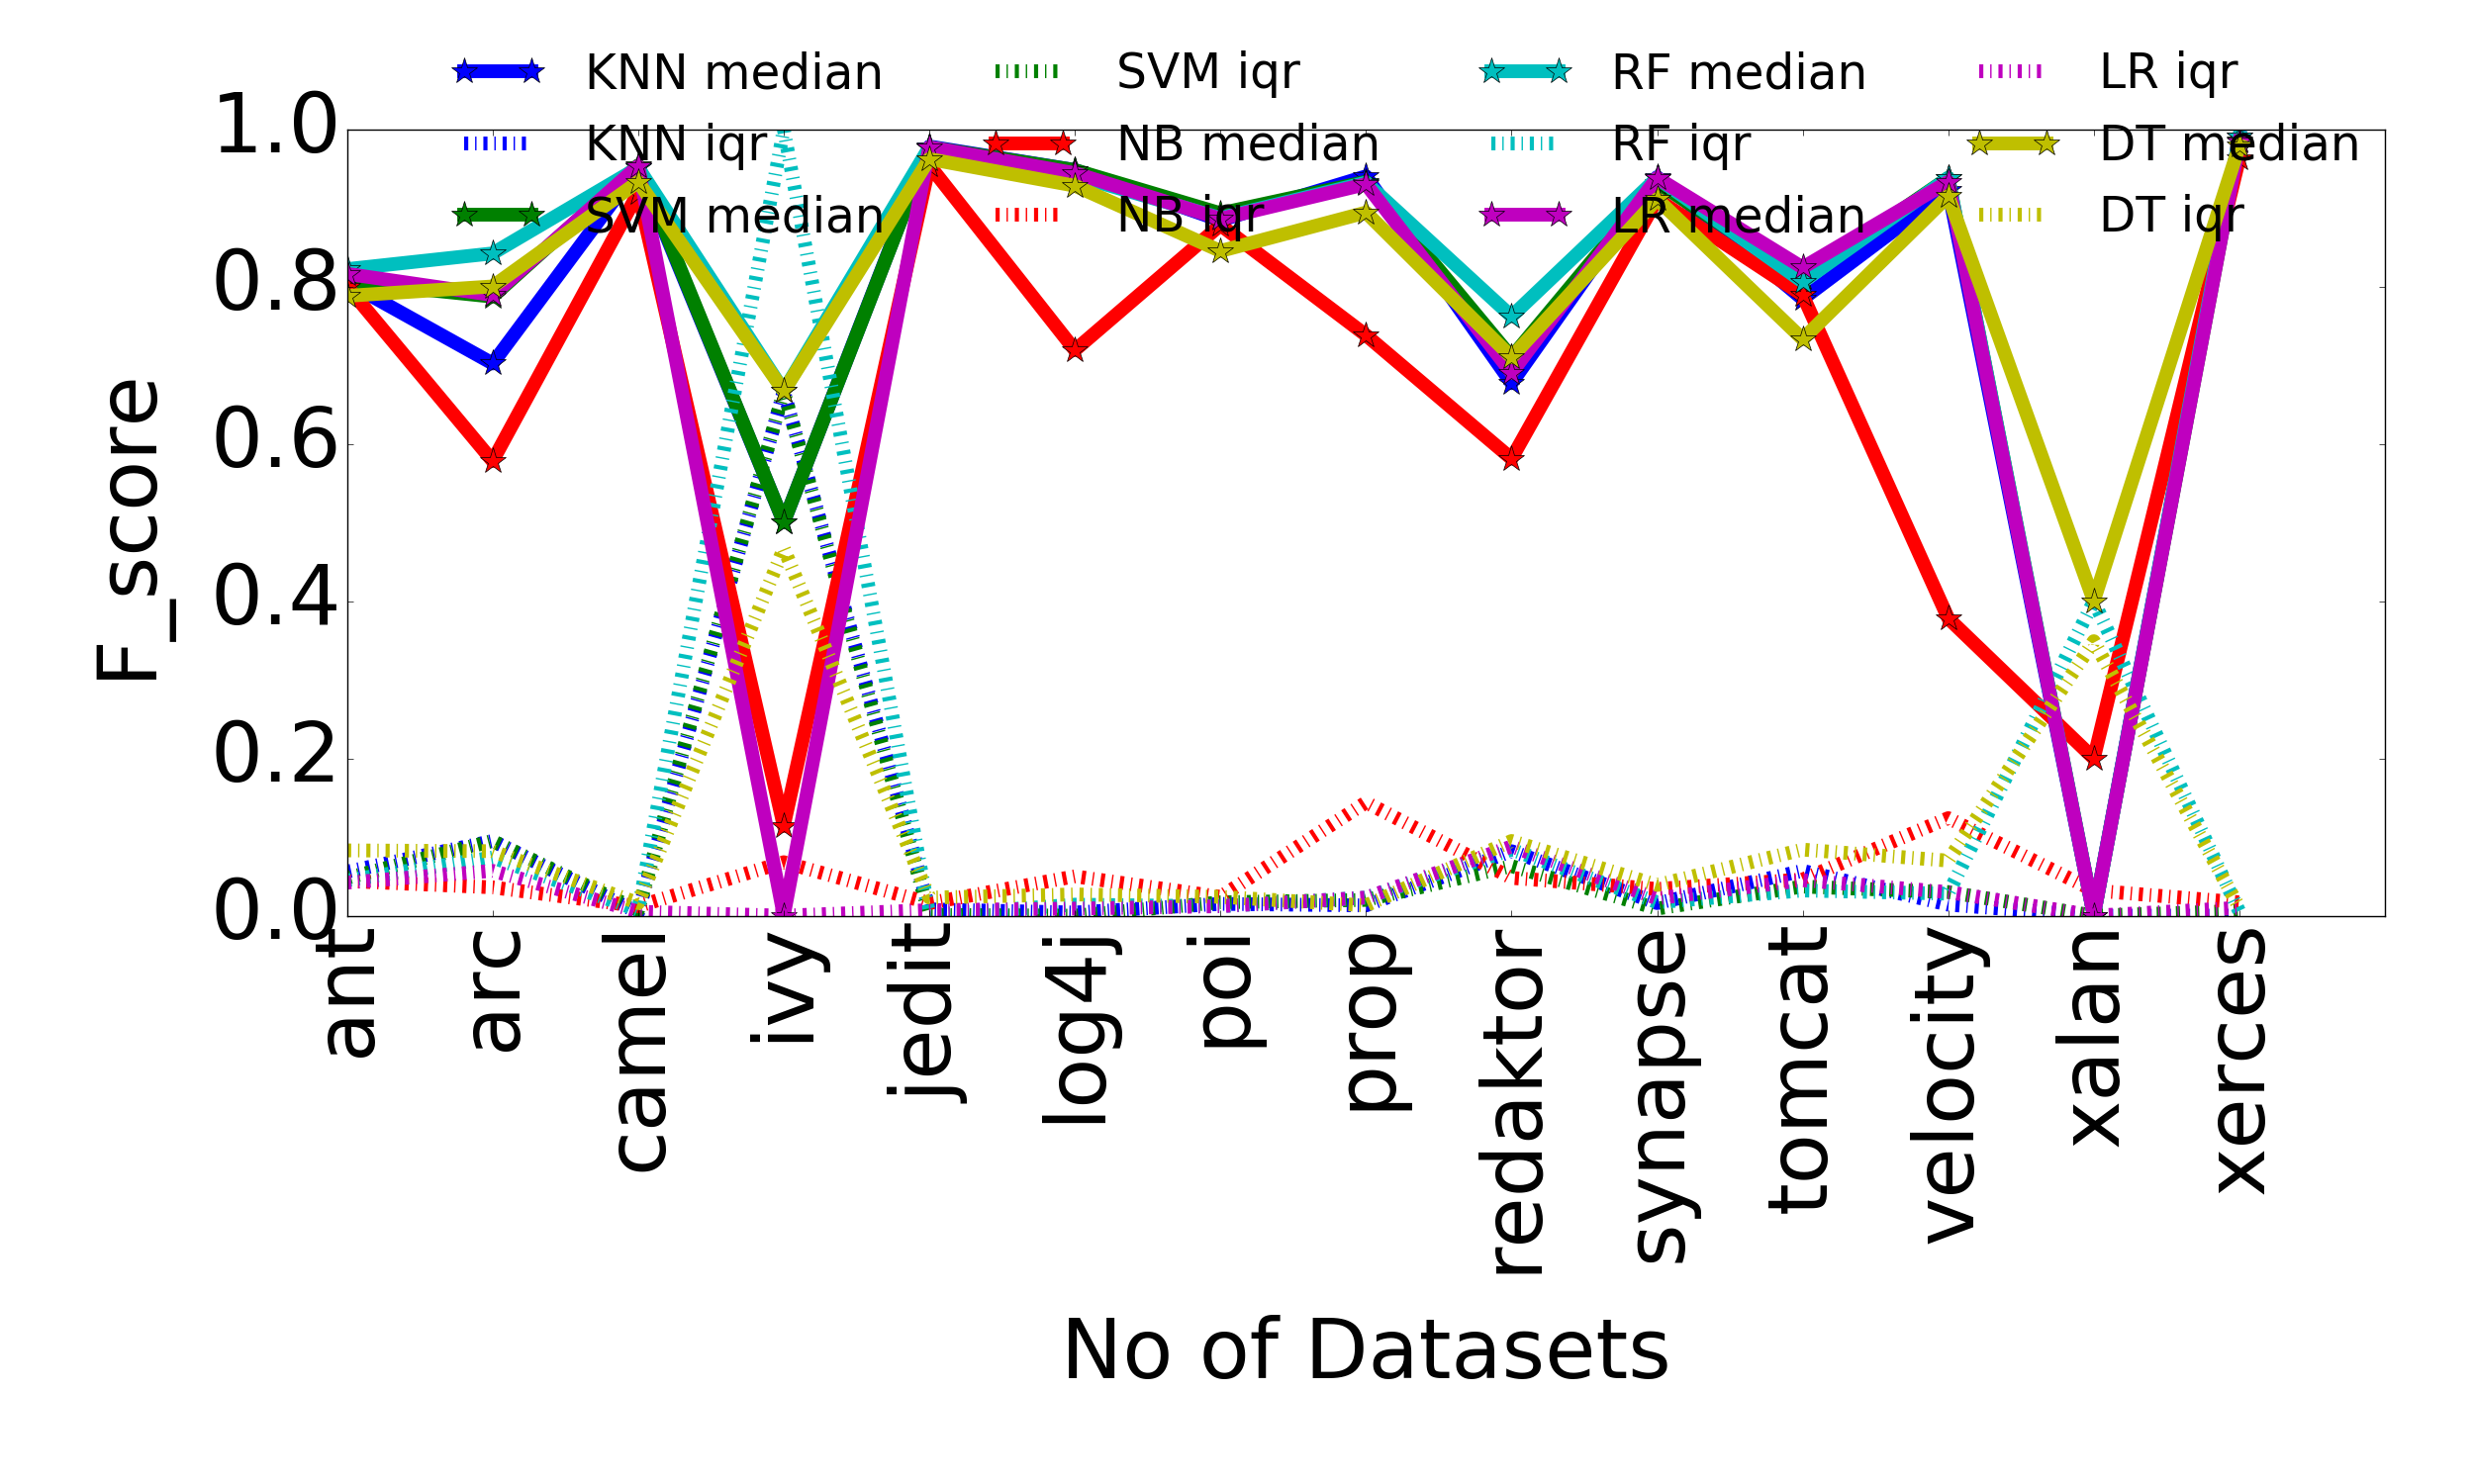 KNN median
KNN iqr
SVM median
SVM iqr
NB median
NB iqr
RF median
RF iqr
LR median
LR iqr
DT median
DT iqr
1.0
0.8
0.6
0.4
0.2
0.0
F_score
ant
arc
camel
ivy
jedit
log4j
poi
prop
redaktor
synapse
tomcat
velocity
xalan
xerces
No of Datasets